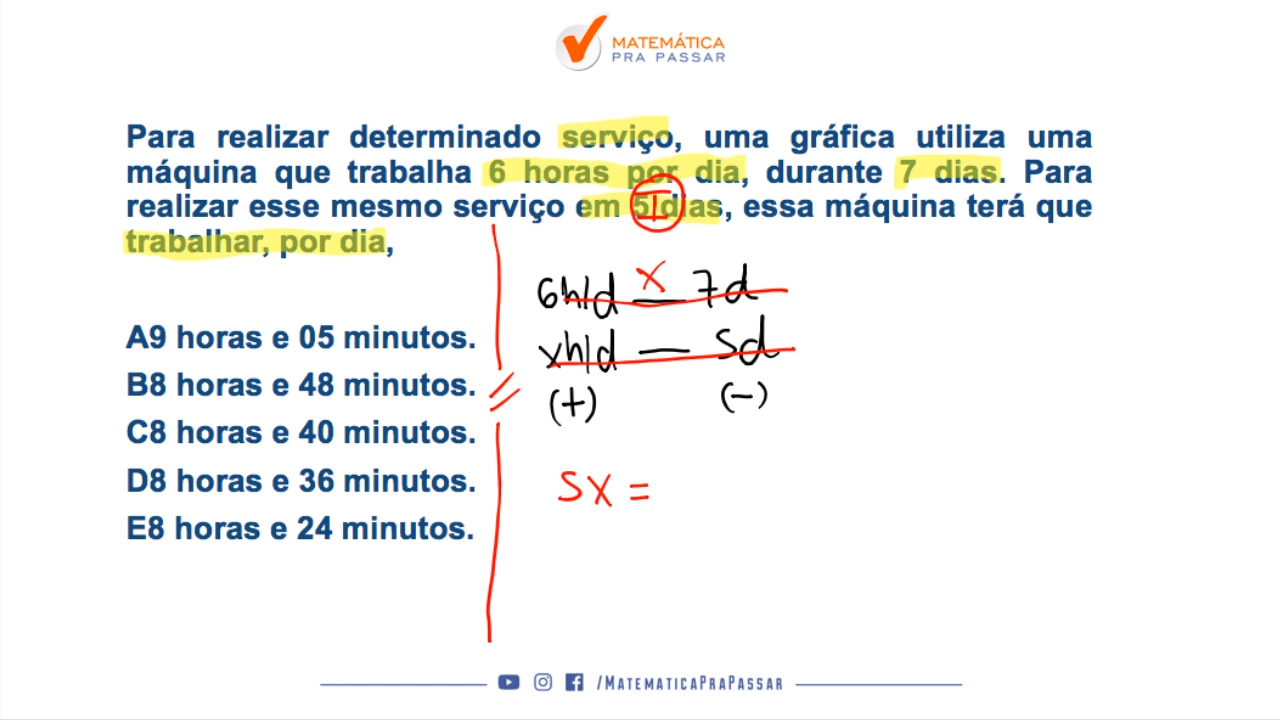 MATEMÁTICA
PRA PASSAR
Para realizar determinado serviço, uma gráfica utiliza uma
máquina que trabalha 6 horas por dia, durante 7 dias. Para
realizar esse mesmo serviço em 5 dias, essa máquina terá que
trabalhar, por dia,
I
A9 horas e 05 minutos.
B8 horas e 48 minutos.
C8 horas e 40 minutos.
D8 horas e 36 minutos.
E8 horas e 24 minutos.
x
6h/d — 7d
xh/d — 5d
(+) (-)
5x =
/MATEMATICAPRAPASSAR